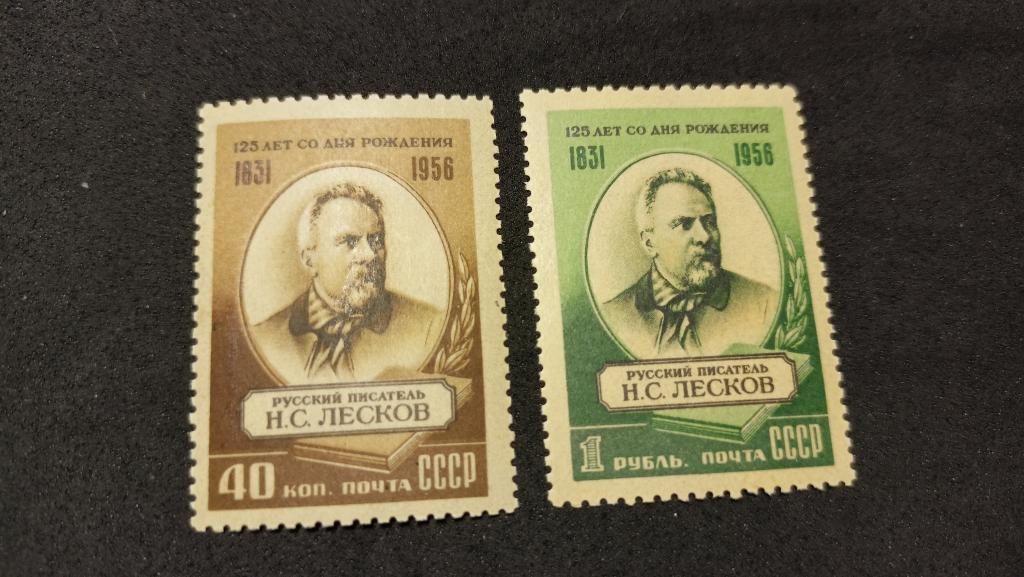 125 ЛЕТ СО ДНЯ РОЖДЕНИЯ
1831 1956
РУССКИЙ ПИСАТЕЛЬ
Н.С. ЛЕСКОВ
40 КОП. ПОЧТА СССР
125 ЛЕТ СО ДНЯ РОЖДЕНИЯ
1831 1956
РУССКИЙ ПИСАТЕЛЬ
Н.С. ЛЕСКОВ
1 РУБЛЬ. ПОЧТА СССР